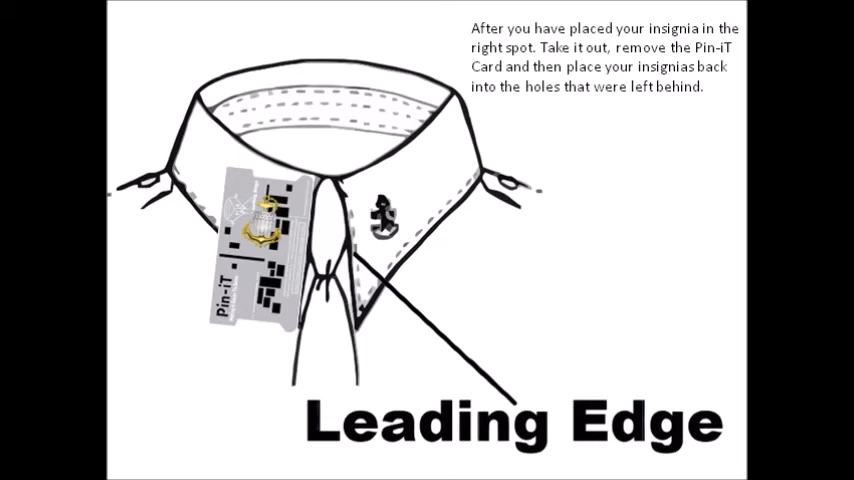 After you have placed your insignia in the
right spot. Take it out, remove the Pin-iT
Card and then place your insignias back
into the holes that were left behind.
Pin-iT
Leading Edge